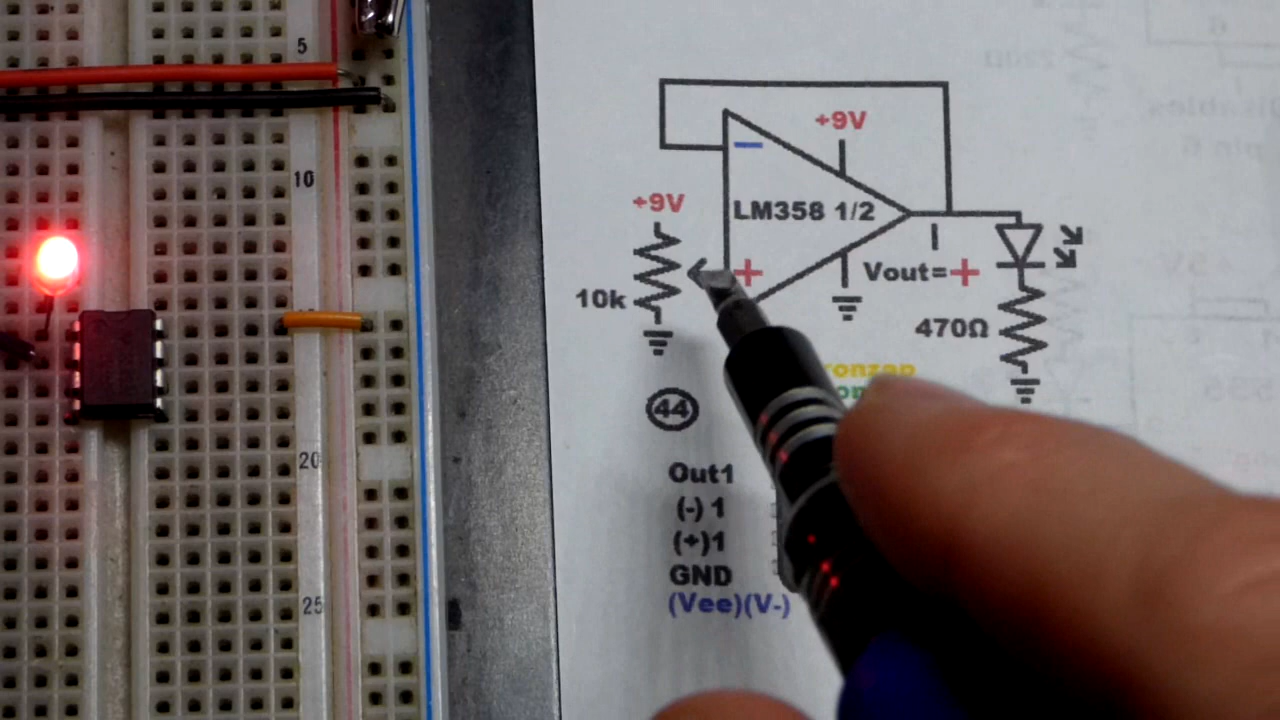 5
10
20
25
+9V
+9V
LM358 1/2
Vout=+
10k
470Ω
44
Out1
(-) 1
(+)1
GND
(Vee)(V-)